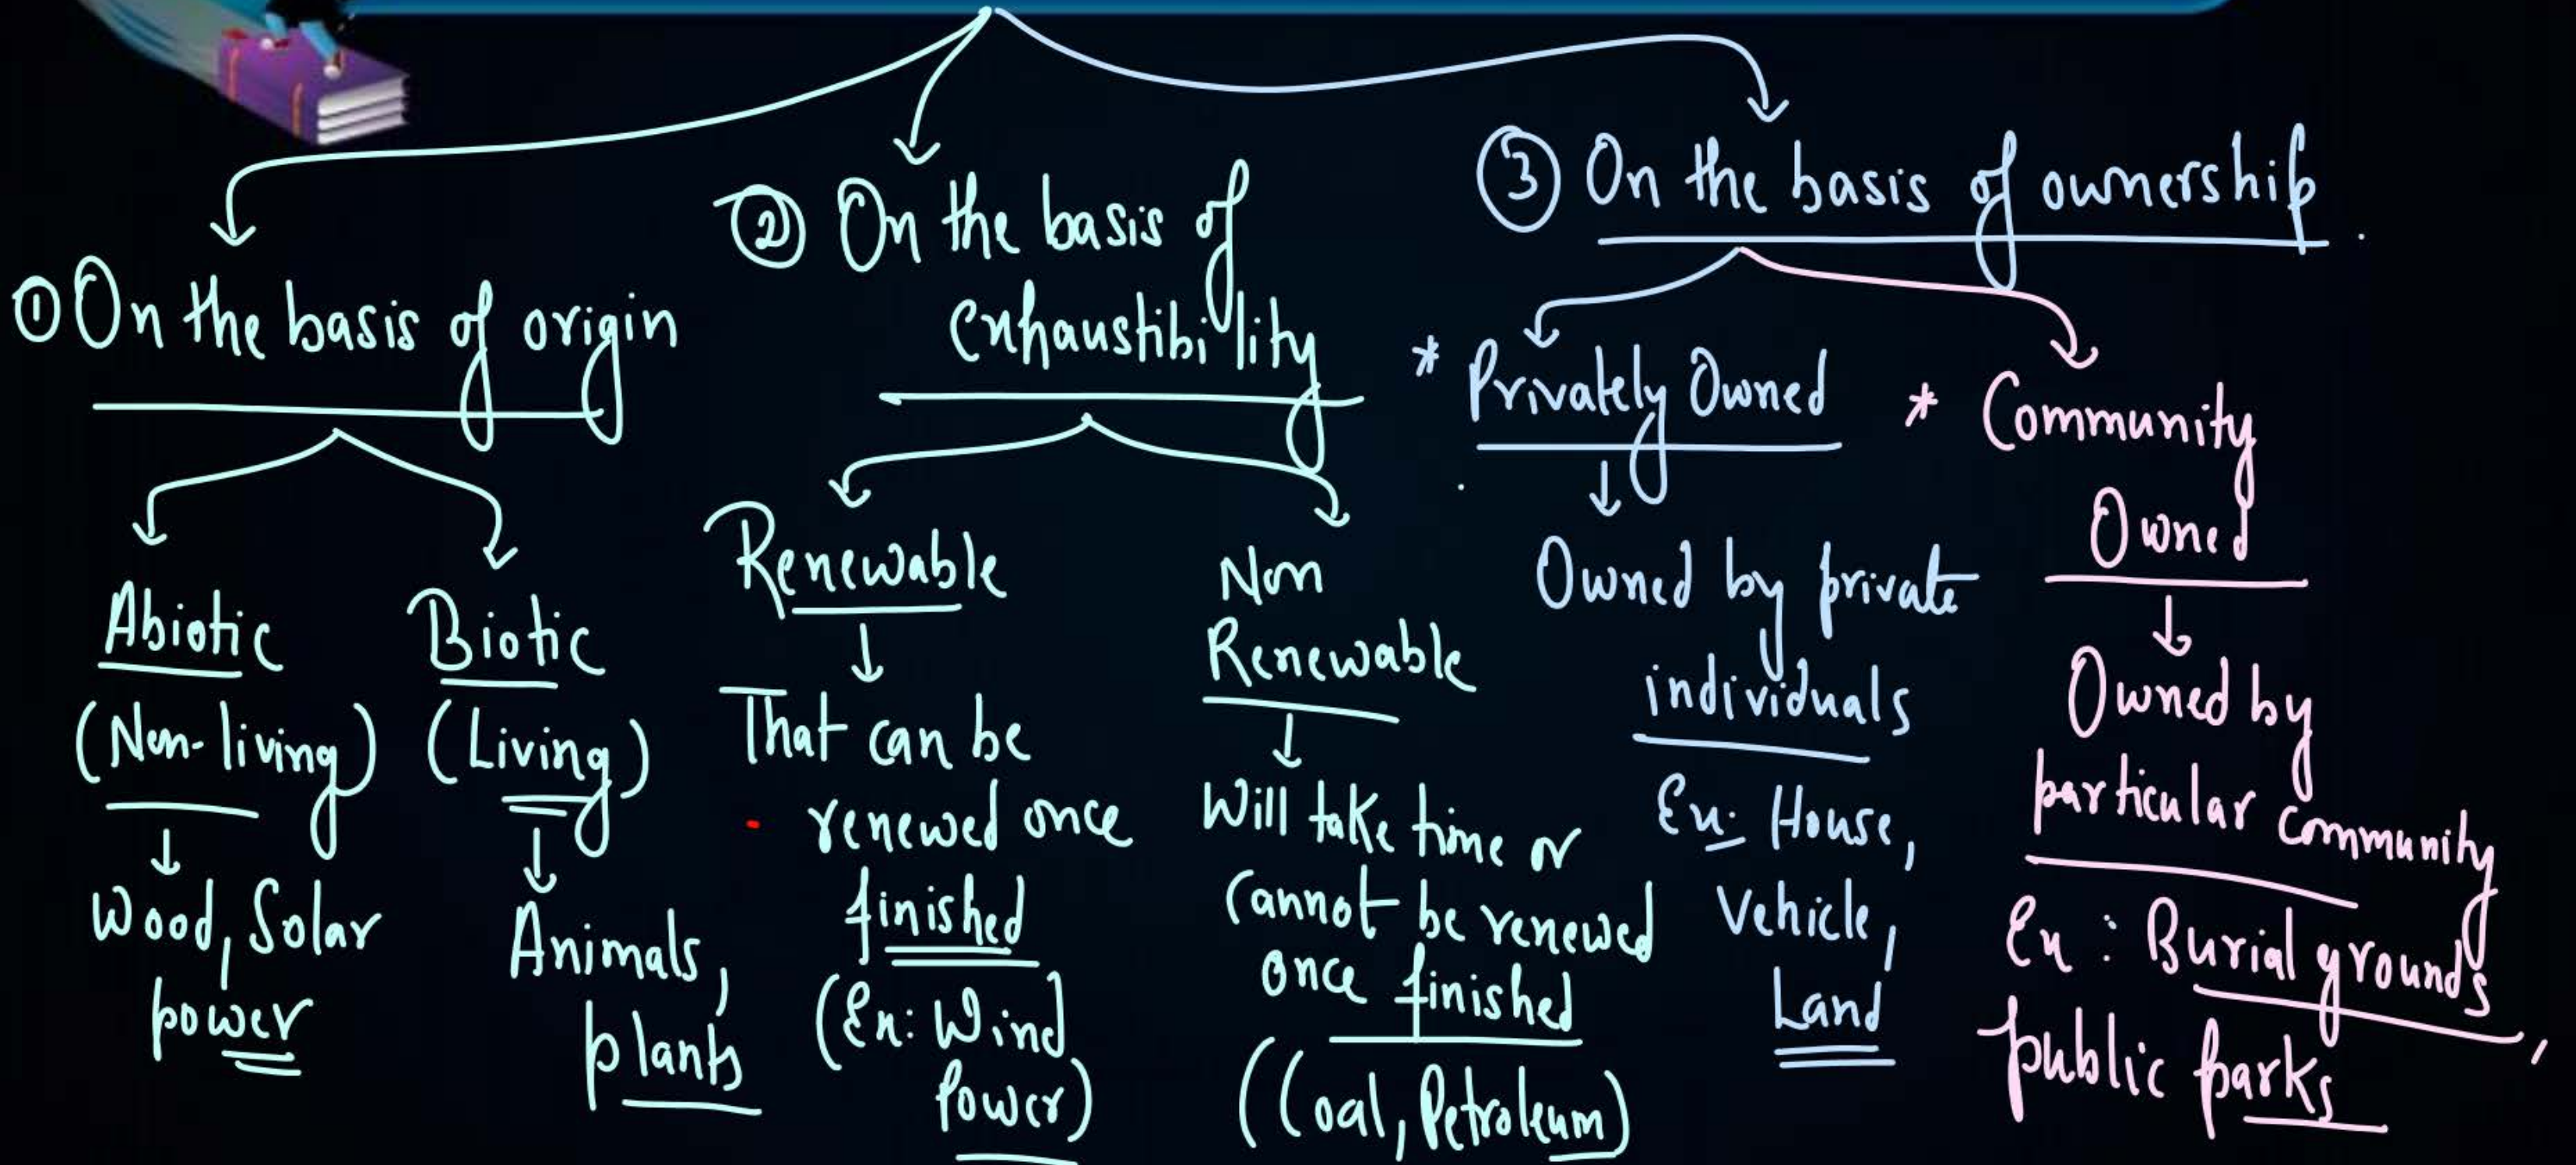 ① On the basis of origin
Abiotic
(Non-living)
Wood, Solar
power
Biotic
(Living)
Animals,
plants
② On the basis of
exhaustibility
Renewable
That can be
renewed once
finished
(Ex: Wind
Power)
Non
Renewable
Will take time or
Cannot be renewed
once finished
(Coal, Petroleum)
③ On the basis of ownership
* Privately Owned
Owned by private
individuals
Ex: House,
Vehicle,
Land
* Community
Owned
Owned by
particular community
Ex: Burial grounds,
public parks